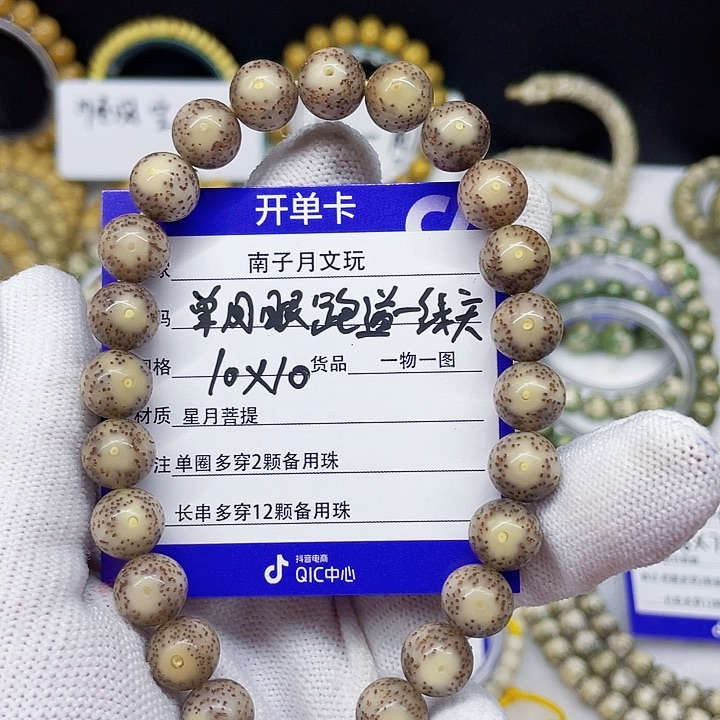 开单卡
南子月文玩
单月眼跑道一线天
格 10X10 货品 一物一图
材质 星月菩提
注 单圈多穿2颗备用珠
长串多穿12颗备用珠
抖音电商
QIC中心